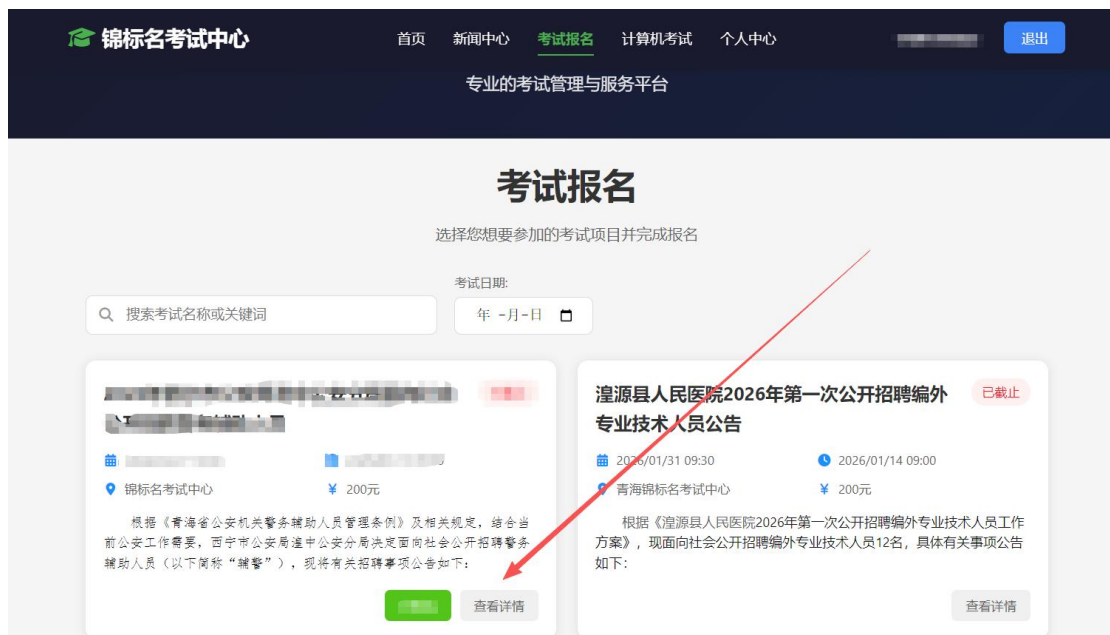 锦标名考试中心
首页 新闻中心 考试报名 计算机考试 个人中心 退出
专业的考试管理与服务平台
考试报名
选择您想要参加的考试项目并完成报名
考试日期:
搜索考试名称或关键词
年 -月-日
锦标名考试中心
¥ 200元
根据《青海省公安机关警务辅助人员管理条例》及相关规定，结合当
前公安工作需要，西宁市公安局湟中公安分局决定面向社会公开招聘警务
辅助人员（以下简称“辅警”），现将有关招聘事项公告如下：
查看详情
湟源县人民医院2026年第一次公开招聘编外
专业技术人员公告
已截止
2026/01/31 09:30
2026/01/14 09:00
青海锦标名考试中心
¥ 200元
根据《湟源县人民医院2026年第一次公开招聘编外专业技术人员工作
方案》，现面向社会公开招聘编外专业技术人员12名，具体有关事项公告
如下：
查看详情